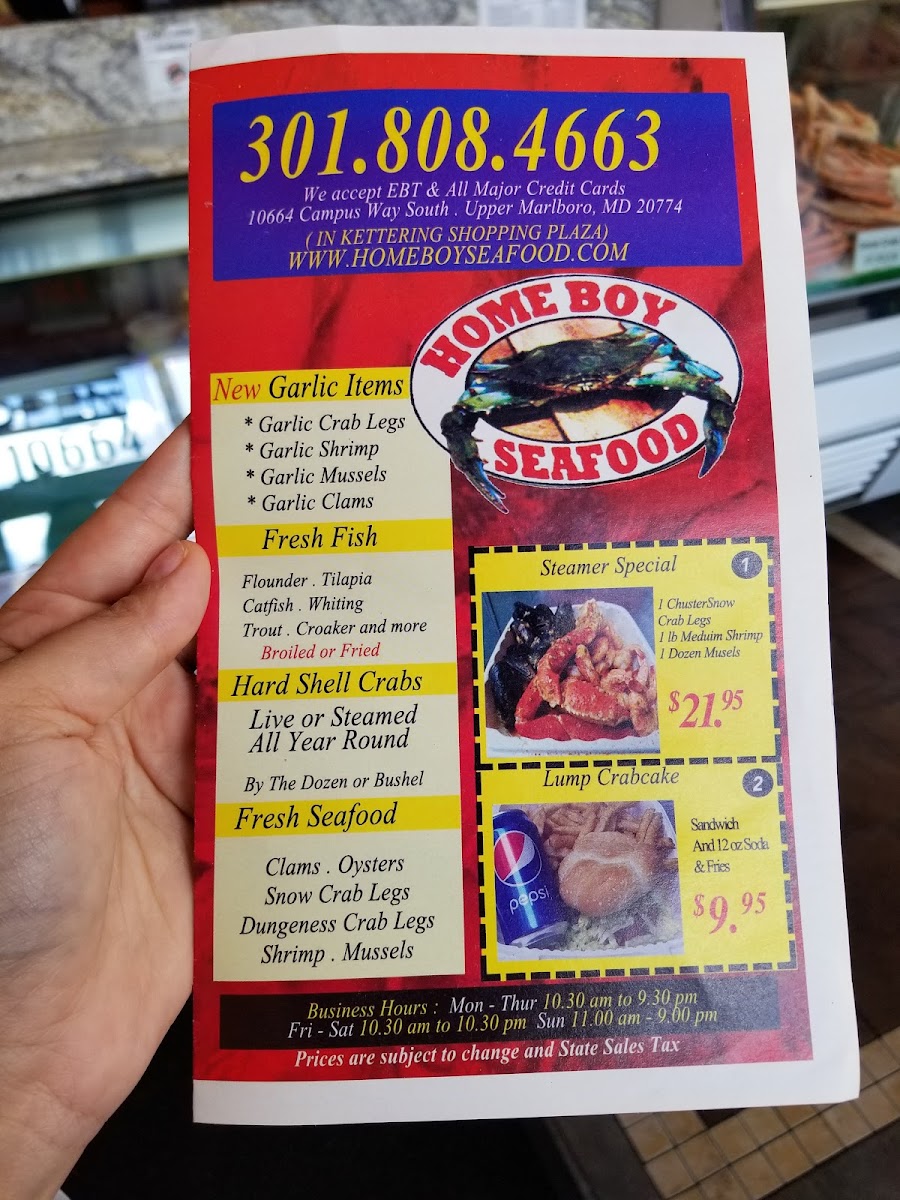 301.808.4663
We accept EBT & All Major Credit Cards
10664 Campus Way South . Upper Marlboro, MD 20774
( IN KETTERING SHOPPING PLAZA)
WWW.HOMEBOYSEAFOOD.COM
HOME BOY
SEAFOOD
New Garlic Items
* Garlic Crab Legs
* Garlic Shrimp
* Garlic Mussels
* Garlic Clams
Fresh Fish
Flounder . Tilapia
Catfish . Whiting
Trout . Croaker and more
Broiled or Fried
Hard Shell Crabs
Live or Steamed
All Year Round
By The Dozen or Bushel
Fresh Seafood
Clams . Oysters
Snow Crab Legs
Dungeness Crab Legs
Shrimp . Mussels
Steamer Special
1
1 ChusterSnow
Crab Legs
1 lb Meduim Shrimp
1 Dozen Musels
$21.95
Lump Crabcake
2
pepsi
Sandwich
And 12 oz Soda
& Fries
$9.95
Business Hours : Mon - Thur 10.30 am to 9.30 pm
Fri - Sat 10.30 am to 10.30 pm Sun 11.00 am - 9.00 pm
Prices are subject to change and State Sales Tax
10664